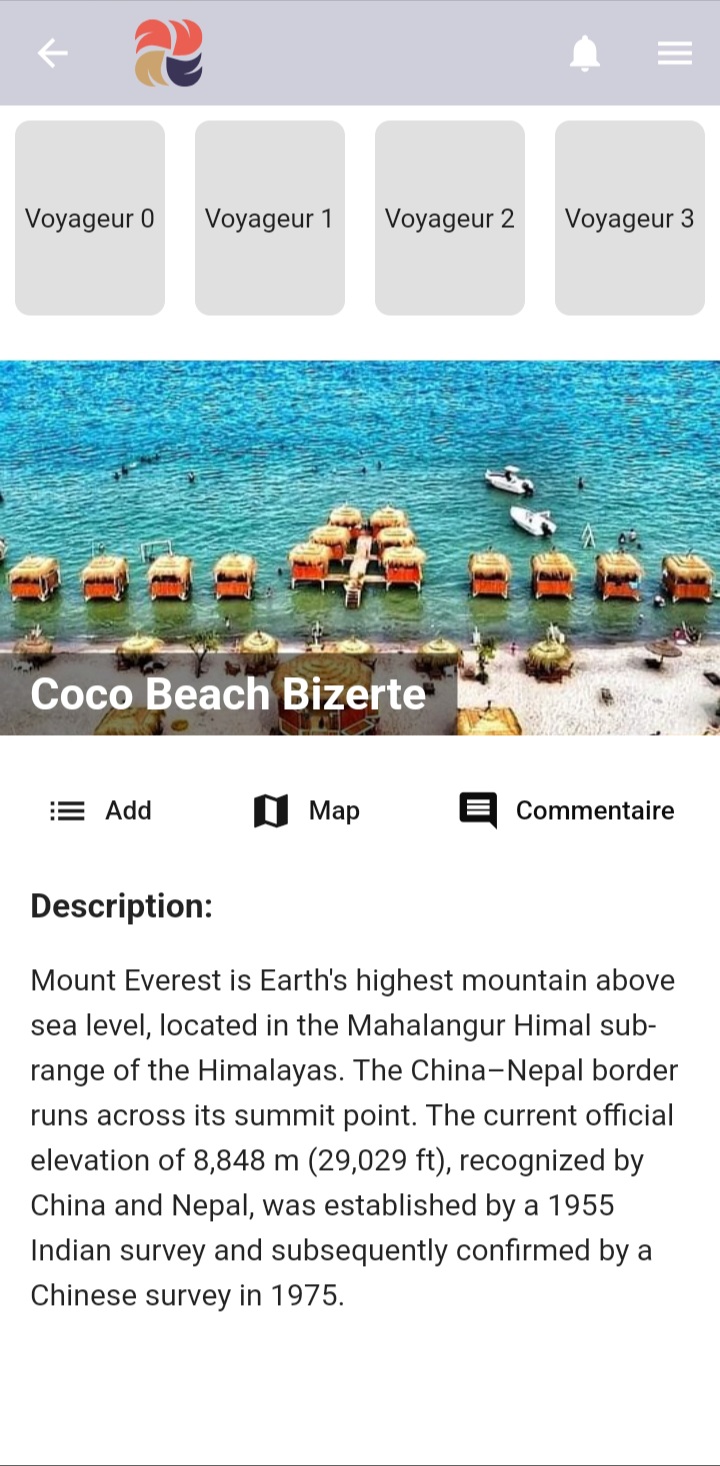 Voyageur 0
Voyageur 1
Voyageur 2
Voyageur 3
Coco Beach Bizerte
Add
Map
Commentaire
Description:
Mount Everest is Earth's highest mountain above
sea level, located in the Mahalangur Himal sub-
range of the Himalayas. The China–Nepal border
runs across its summit point. The current official
elevation of 8,848 m (29,029 ft), recognized by
China and Nepal, was established by a 1955
Indian survey and subsequently confirmed by a
Chinese survey in 1975.